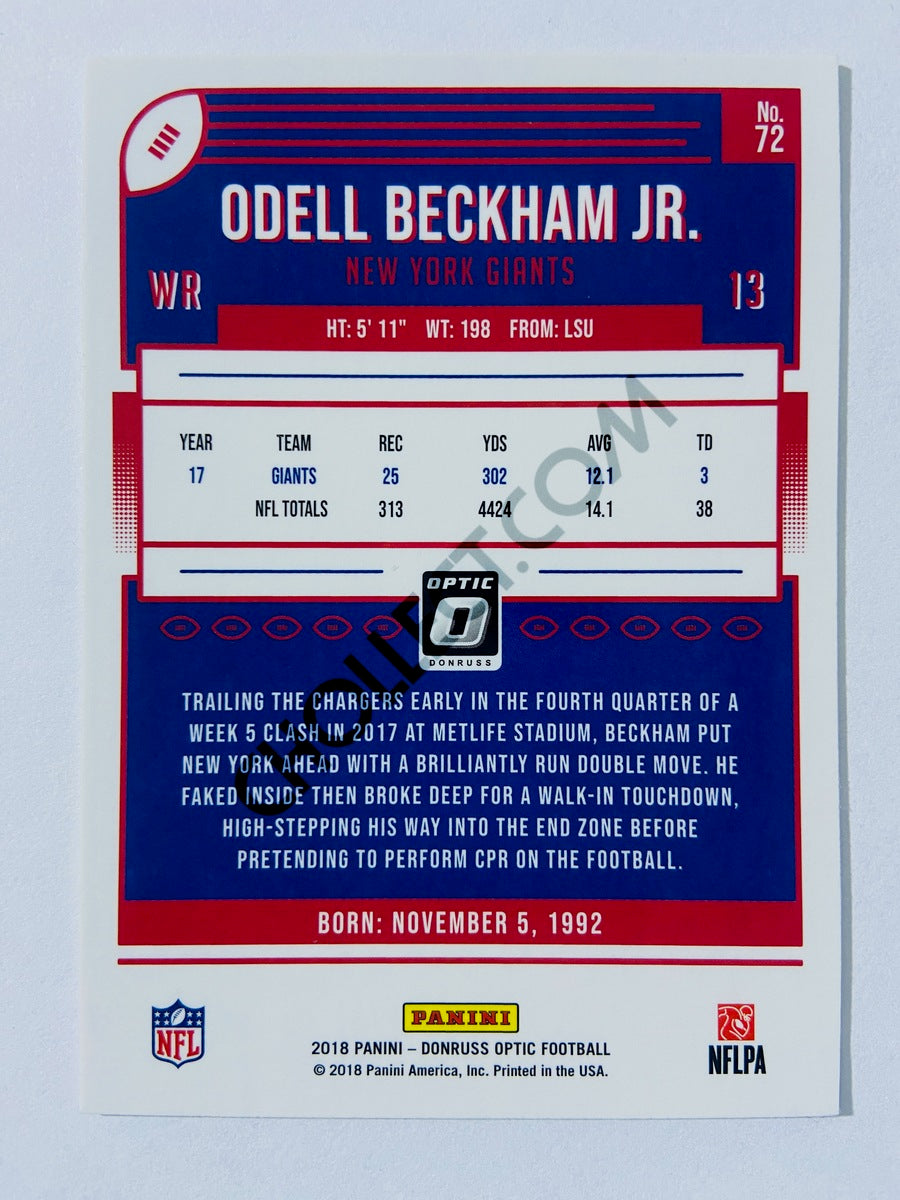 No.
72
ODELL BECKHAM JR.
NEW YORK GIANTS
WR
13
HT: 5' 11" WT: 198 FROM: LSU
YEAR TEAM REC YDS AVG TD
17 GIANTS 25 302 12.1 3
NFL TOTALS 313 4424 14.1 38
OPTIC
DONRUSS
TRAILING THE CHARGERS EARLY IN THE FOURTH QUARTER OF A
WEEK 5 CLASH IN 2017 AT METLIFE STADIUM, BECKHAM PUT
NEW YORK AHEAD WITH A BRILLIANTLY RUN DOUBLE MOVE. HE
FAKED INSIDE THEN BROKE DEEP FOR A WALK-IN TOUCHDOWN,
HIGH-STEPPING HIS WAY INTO THE END ZONE BEFORE
PRETENDING TO PERFORM CPR ON THE FOOTBALL.
BORN: NOVEMBER 5, 1992
NFL
PANINI
NFLPA
2018 PANINI – DONRUSS OPTIC FOOTBALL
© 2018 Panini America, Inc. Printed in the USA.